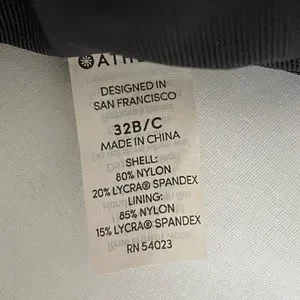 DESIGNED IN
SAN FRANCISCO
32B/C
MADE IN CHINA
SHELL:
80% NYLON
20% LYCRA® SPANDEX
LINING:
85% NYLON
15% LYCRA® SPANDEX
RN 54023